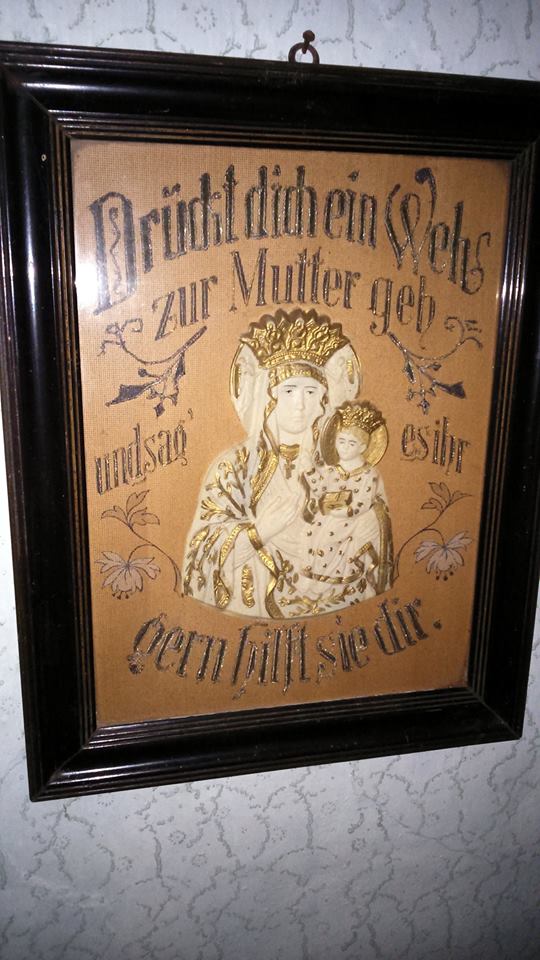 Drückt dich ein Weh,
zur Mutter geh
und sag' es ihr
gern hilft sie dir.